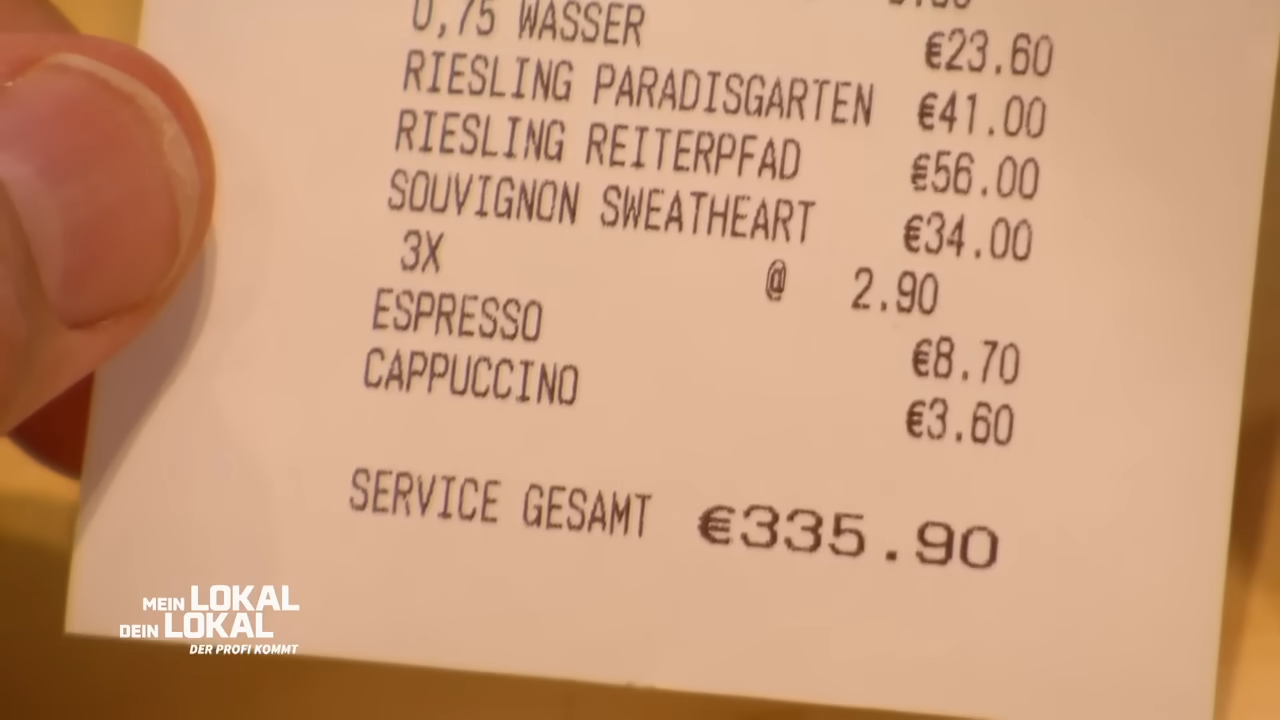 0,75 WASSER €23.60
RIESLING PARADISGARTEN €41.00
RIESLING REITERPFAD €56.00
SOUVIGNON SWEATHEART €34.00
3X @ 2.90
ESPRESSO €8.70
CAPPUCCINO €3.60
SERVICE GESAMT €335.90
MEIN LOKAL
DEIN LOKAL
DER PROFI KOMMT